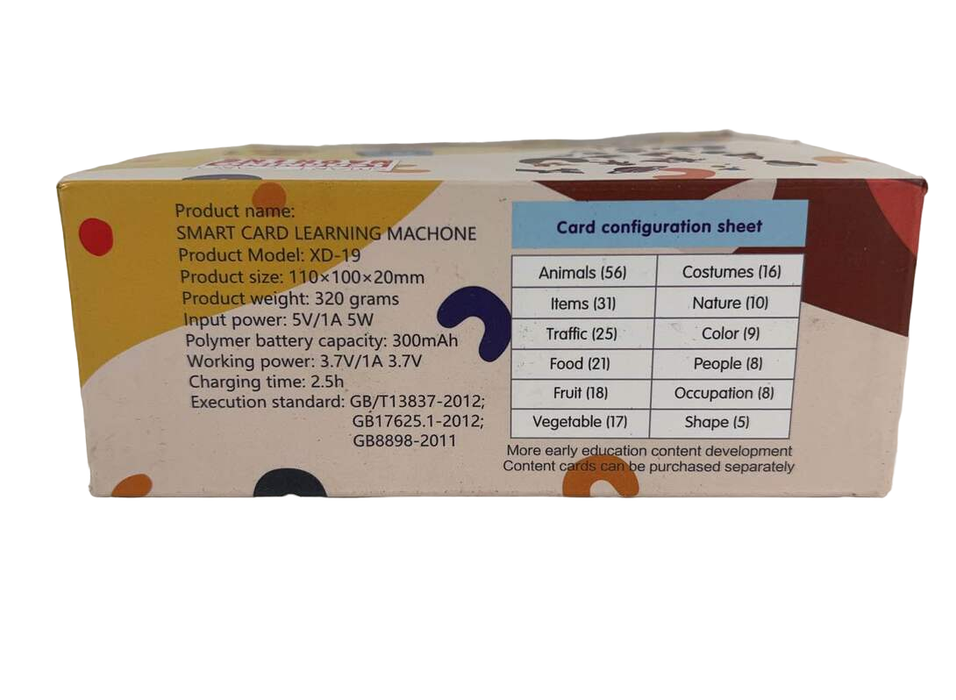 Product name:
SMART CARD LEARNING MACHONE
Product Model: XD-19
Product size: 110×100×20mm
Product weight: 320 grams
Input power: 5V/1A 5W
Polymer battery capacity: 300mAh
Working power: 3.7V/1A 3.7V
Charging time: 2.5h
Execution standard: GB/T13837-2012;
GB17625.1-2012;
GB8898-2011
Card configuration sheet
Animals (56) Costumes (16)
Items (31) Nature (10)
Traffic (25) Color (9)
Food (21) People (8)
Fruit (18) Occupation (8)
Vegetable (17) Shape (5)
More early education content development
Content cards can be purchased separately